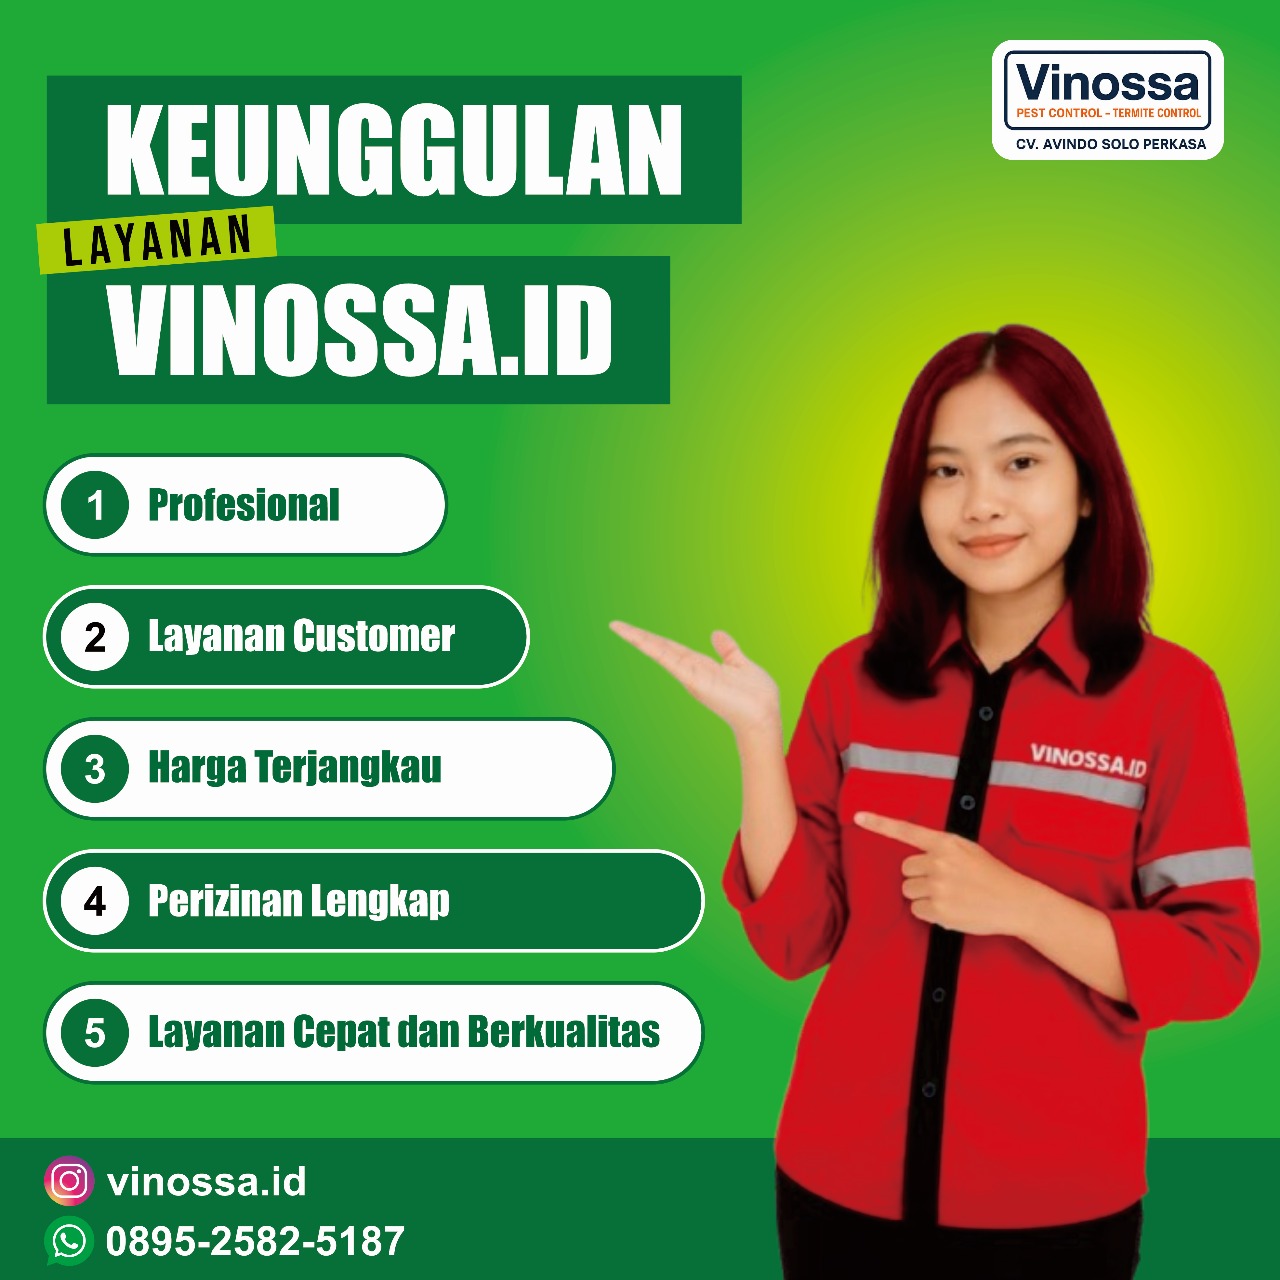 KEUNGGULAN
LAYANAN
VINOSSA.ID
Vinossa
PEST CONTROL - TERMITE CONTROL
CV. AVINDO SOLO PERKASA
1 Profesional
2 Layanan Customer
3 Harga Terjangkau
4 Perizinan Lengkap
5 Layanan Cepat dan Berkualitas
VINOSSA.ID
vinossa.id
0895-2582-5187